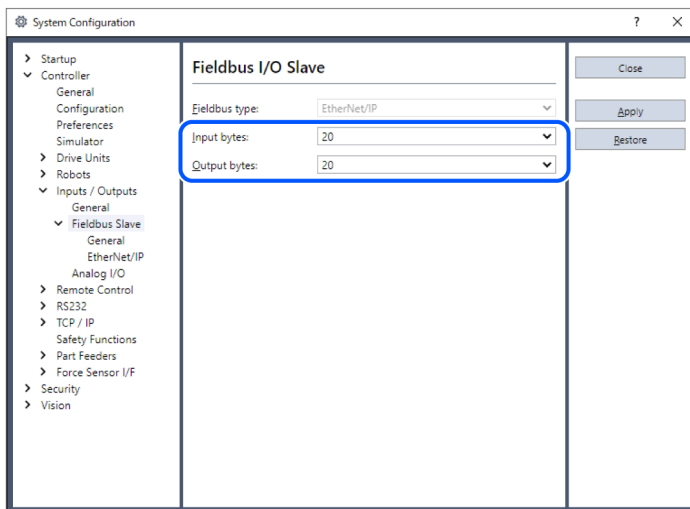 System Configuration
Startup
Controller
General
Configuration
Preferences
Simulator
Drive Units
Robots
Inputs / Outputs
General
Fieldbus Slave
General
EtherNet/IP
Analog I/O
Remote Control
RS232
TCP / IP
Safety Functions
Part Feeders
Force Sensor I/F
Security
Vision
Fieldbus I/O Slave
Fieldbus type: EtherNet/IP
Input bytes: 20
Output bytes: 20
Close
Apply
Restore